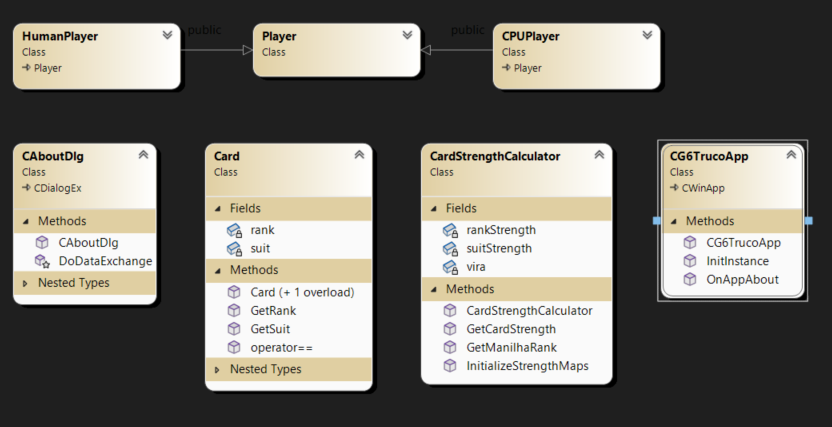 HumanPlayer
Class
Player
public
Player
Class
public
CPUPlayer
Class
Player
CAboutDlg
Class
CDialogEx
Methods
CAboutDlg
DoDataExchange
Nested Types
Card
Class
Fields
rank
suit
Methods
Card (+ 1 overload)
GetRank
GetSuit
operator==
Nested Types
CardStrengthCalculator
Class
Fields
rankStrength
suitStrength
vira
Methods
CardStrengthCalculator
GetCardStrength
GetManilhaRank
InitializeStrengthMaps
CG6TrucoApp
Class
CWinApp
Methods
CG6TrucoApp
InitInstance
OnAppAbout